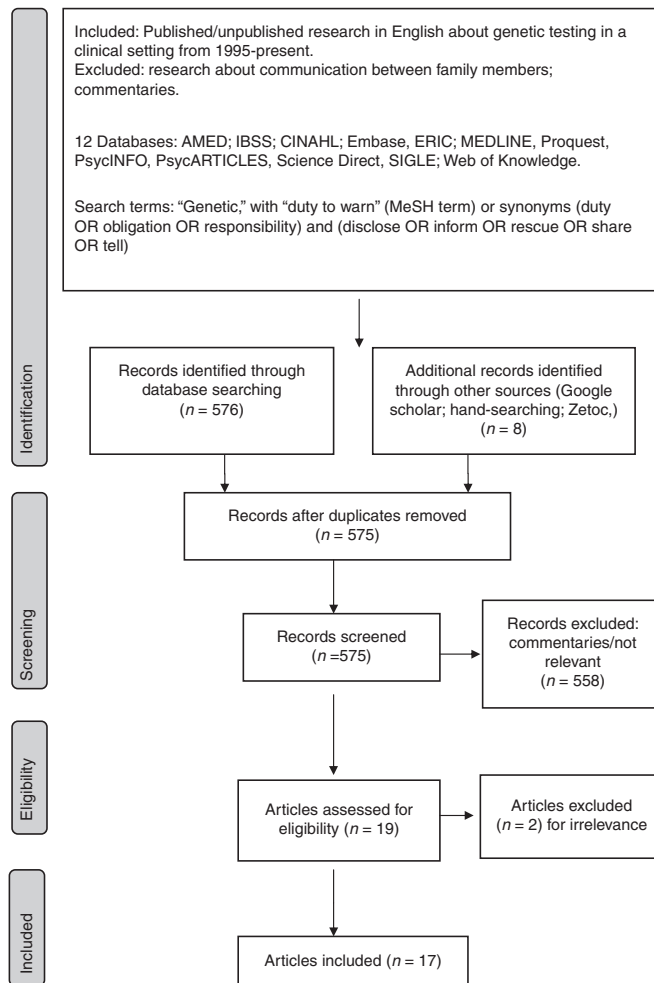 Included: Published/unpublished research in English about genetic testing in a
clinical setting from 1995-present.
Excluded: research about communication between family members;
commentaries.
12 Databases: AMED; IBSS; CINAHL; Embase, ERIC; MEDLINE, Proquest,
PsycINFO, PsycARTICLES, Science Direct, SIGLE; Web of Knowledge.
Search terms: “Genetic,” with “duty to warn” (MeSH term) or synonyms (duty
OR obligation OR responsibility) and (disclose OR inform OR rescue OR share
OR tell)
Identification
Records identified through
database searching
(n = 576)
Additional records identified
through other sources (Google
scholar; hand-searching; Zetoc,)
(n = 8)
Records after duplicates removed
(n = 575)
Screening
Records screened
(n =575)
Records excluded:
commentaries/not
relevant
(n = 558)
Eligibility
Articles assessed for
eligibility (n = 19)
Articles excluded
(n = 2) for irrelevance
Included
Articles included (n = 17)